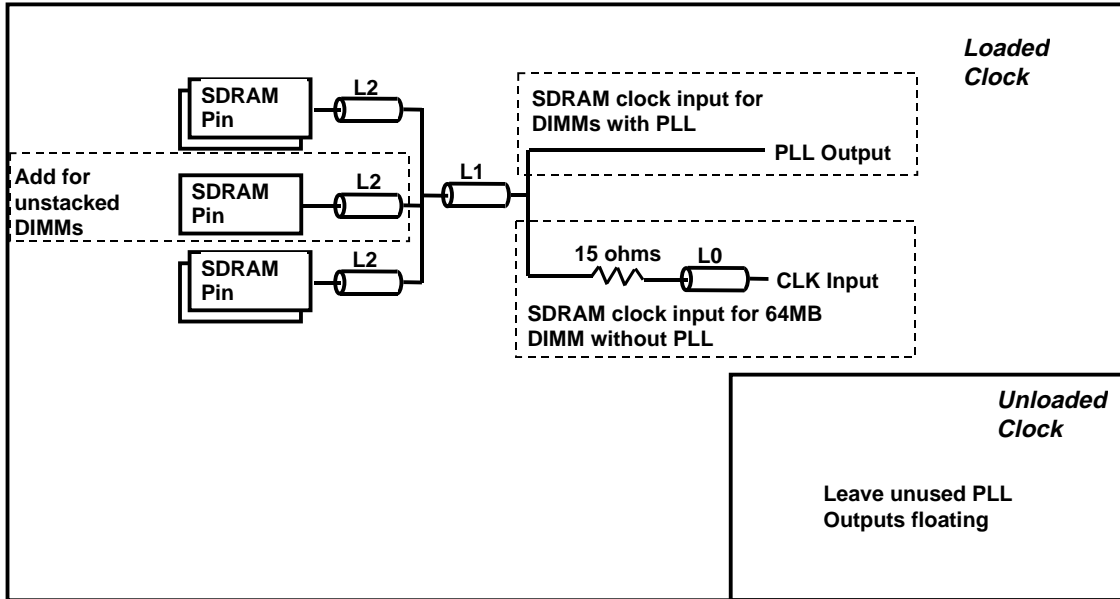 Loaded
Clock
L2
SDRAM
Pin
SDRAM clock input for
DIMMs with PLL
PLL Output
Add for
unstacked
DIMMs
L2
SDRAM
Pin
L1
L2
SDRAM
Pin
15 ohms
L0
CLK Input
SDRAM clock input for 64MB
DIMM without PLL
Unloaded
Clock
Leave unused PLL
Outputs floating